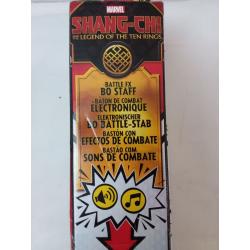 MARVEL
SHANG-CHI
AND THE LEGEND OF THE TEN RINGS
BATTLE FX
BO STAFF
BATON DE COMBAT
ÉLECTRONIQUE
ELEKTRONISCHER
BO BATTLE-STAB
BASTÓN CON
EFECTOS DE COMBATE
BASTÃO COM
SONS DE COMBATE